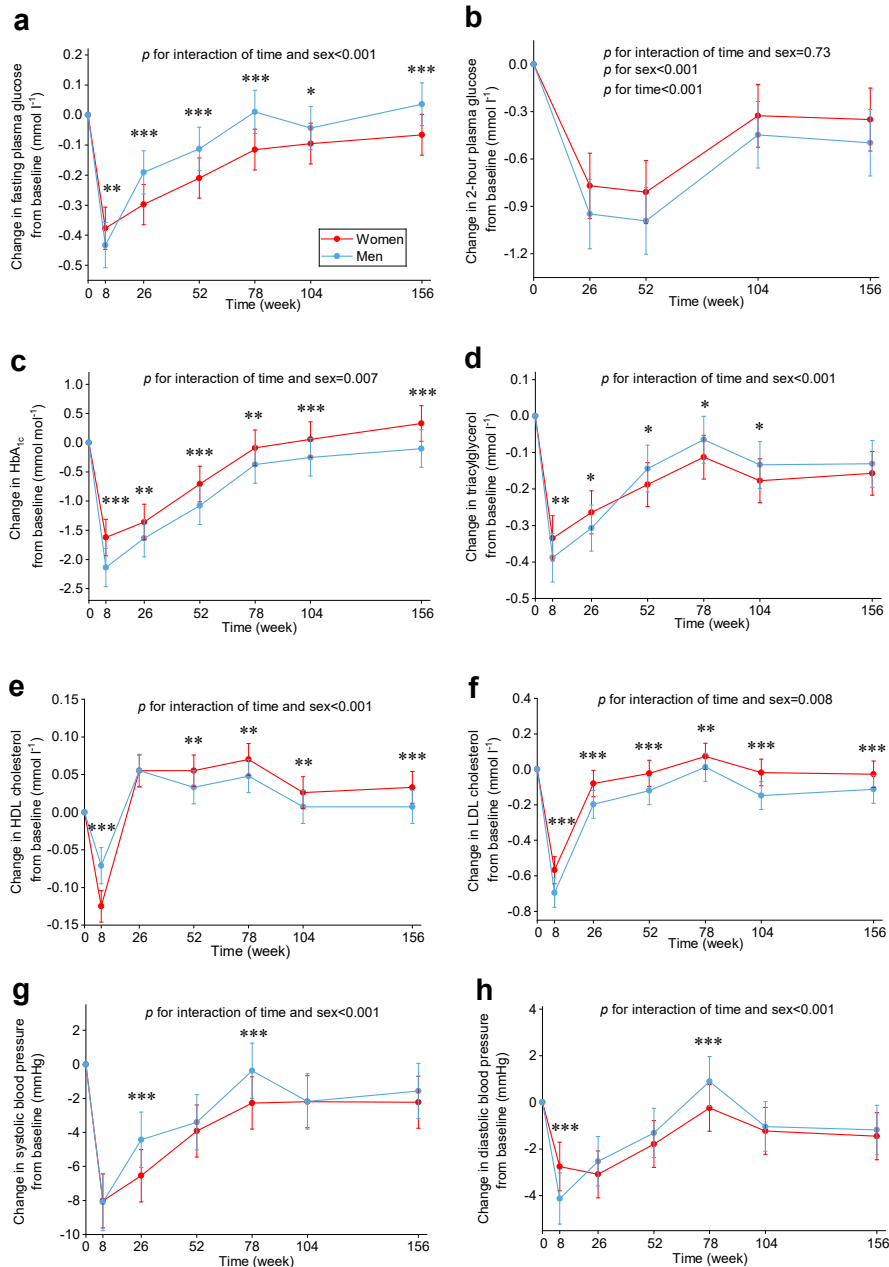 a
p for interaction of time and sex<0.001
Change in fasting plasma glucose
from baseline (mmol l⁻¹)
0.2
0.1
0.0
-0.1
-0.2
-0.3
-0.4
-0.5
**
***
***
***
*
***
Women
Men
0 8 26 52 78 104 156
Time (week)
b
p for interaction of time and sex=0.73
p for sex<0.001
p for time<0.001
Change in 2-hour plasma glucose
from baseline (mmol l⁻¹)
0.0
-0.3
-0.6
-0.9
-1.2
0 26 52 104 156
Time (week)
c
p for interaction of time and sex=0.007
Change in HbA₁c
from baseline (mmol mol⁻¹)
1.0
0.5
0.0
-0.5
-1.0
-1.5
-2.0
-2.5
***
**
***
**
***
***
0 8 26 52 78 104 156
Time (week)
d
p for interaction of time and sex<0.001
Change in triacylglycerol
from baseline (mmol l⁻¹)
0.1
0.0
-0.1
-0.2
-0.3
-0.4
-0.5
**
*
*
*
*
0 8 26 52 78 104 156
Time (week)
e
p for interaction of time and sex<0.001
Change in HDL cholesterol
from baseline (mmol l⁻¹)
0.15
0.10
0.05
0.00
-0.05
-0.10
-0.15
***
**
**
**
***
0 8 26 52 78 104 156
Time (week)
f
p for interaction of time and sex=0.008
Change in LDL cholesterol
from baseline (mmol l⁻¹)
0.4
0.2
0.0
-0.2
-0.4
-0.6
-0.8
***
***
***
**
***
***
0 8 26 52 78 104 156
Time (week)
g
p for interaction of time and sex<0.001
Change in systolic blood pressure
from baseline (mmHg)
2
0
-2
-4
-6
-8
-10
***
***
0 8 26 52 78 104 156
Time (week)
h
p for interaction of time and sex<0.001
Change in diastolic blood pressure
from baseline (mmHg)
4
2
0
-2
-4
***
***
0 8 26 52 78 104 156
Time (week)